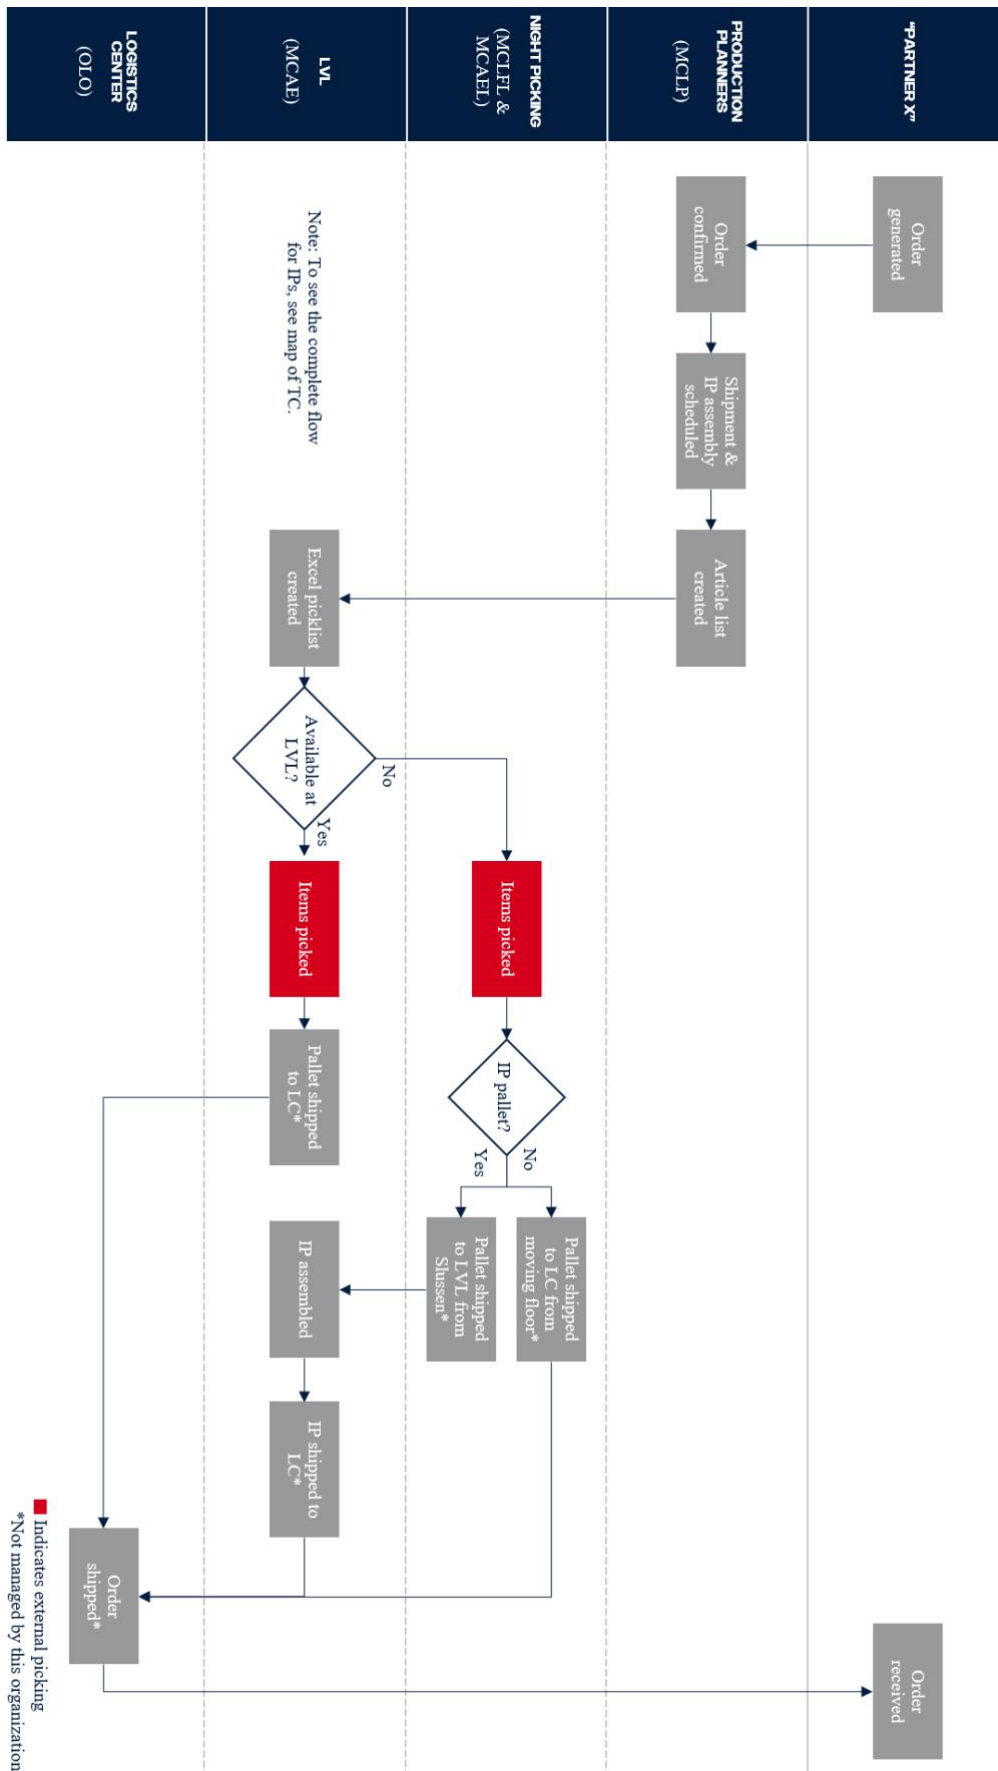 "PARTNER X"
Order
generated
Order
received
PRODUCTION
PLANNERS
(MCLP)
Order
confirmed
Shipment &
IP assembly
scheduled
Article list
created
NIGHT PICKING
(MCLFL &
MCAEL)
No
Items picked
IP pallet?
No
Yes
Pallet shipped
to LC from
moving floor*
Pallet shipped
to LVL from
Slussen*
LVL
(MCAE)
Note: To see the complete flow
for IPs, see map of TC.
Excel picklist
created
Available at
LVL?
Yes
Items picked
Pallet shipped
to LC*
IP assembled
IP shipped to
LC*
LOGISTICS
CENTER
(OLO)
Order
shipped*
Indicates external picking
*Not managed by this organization